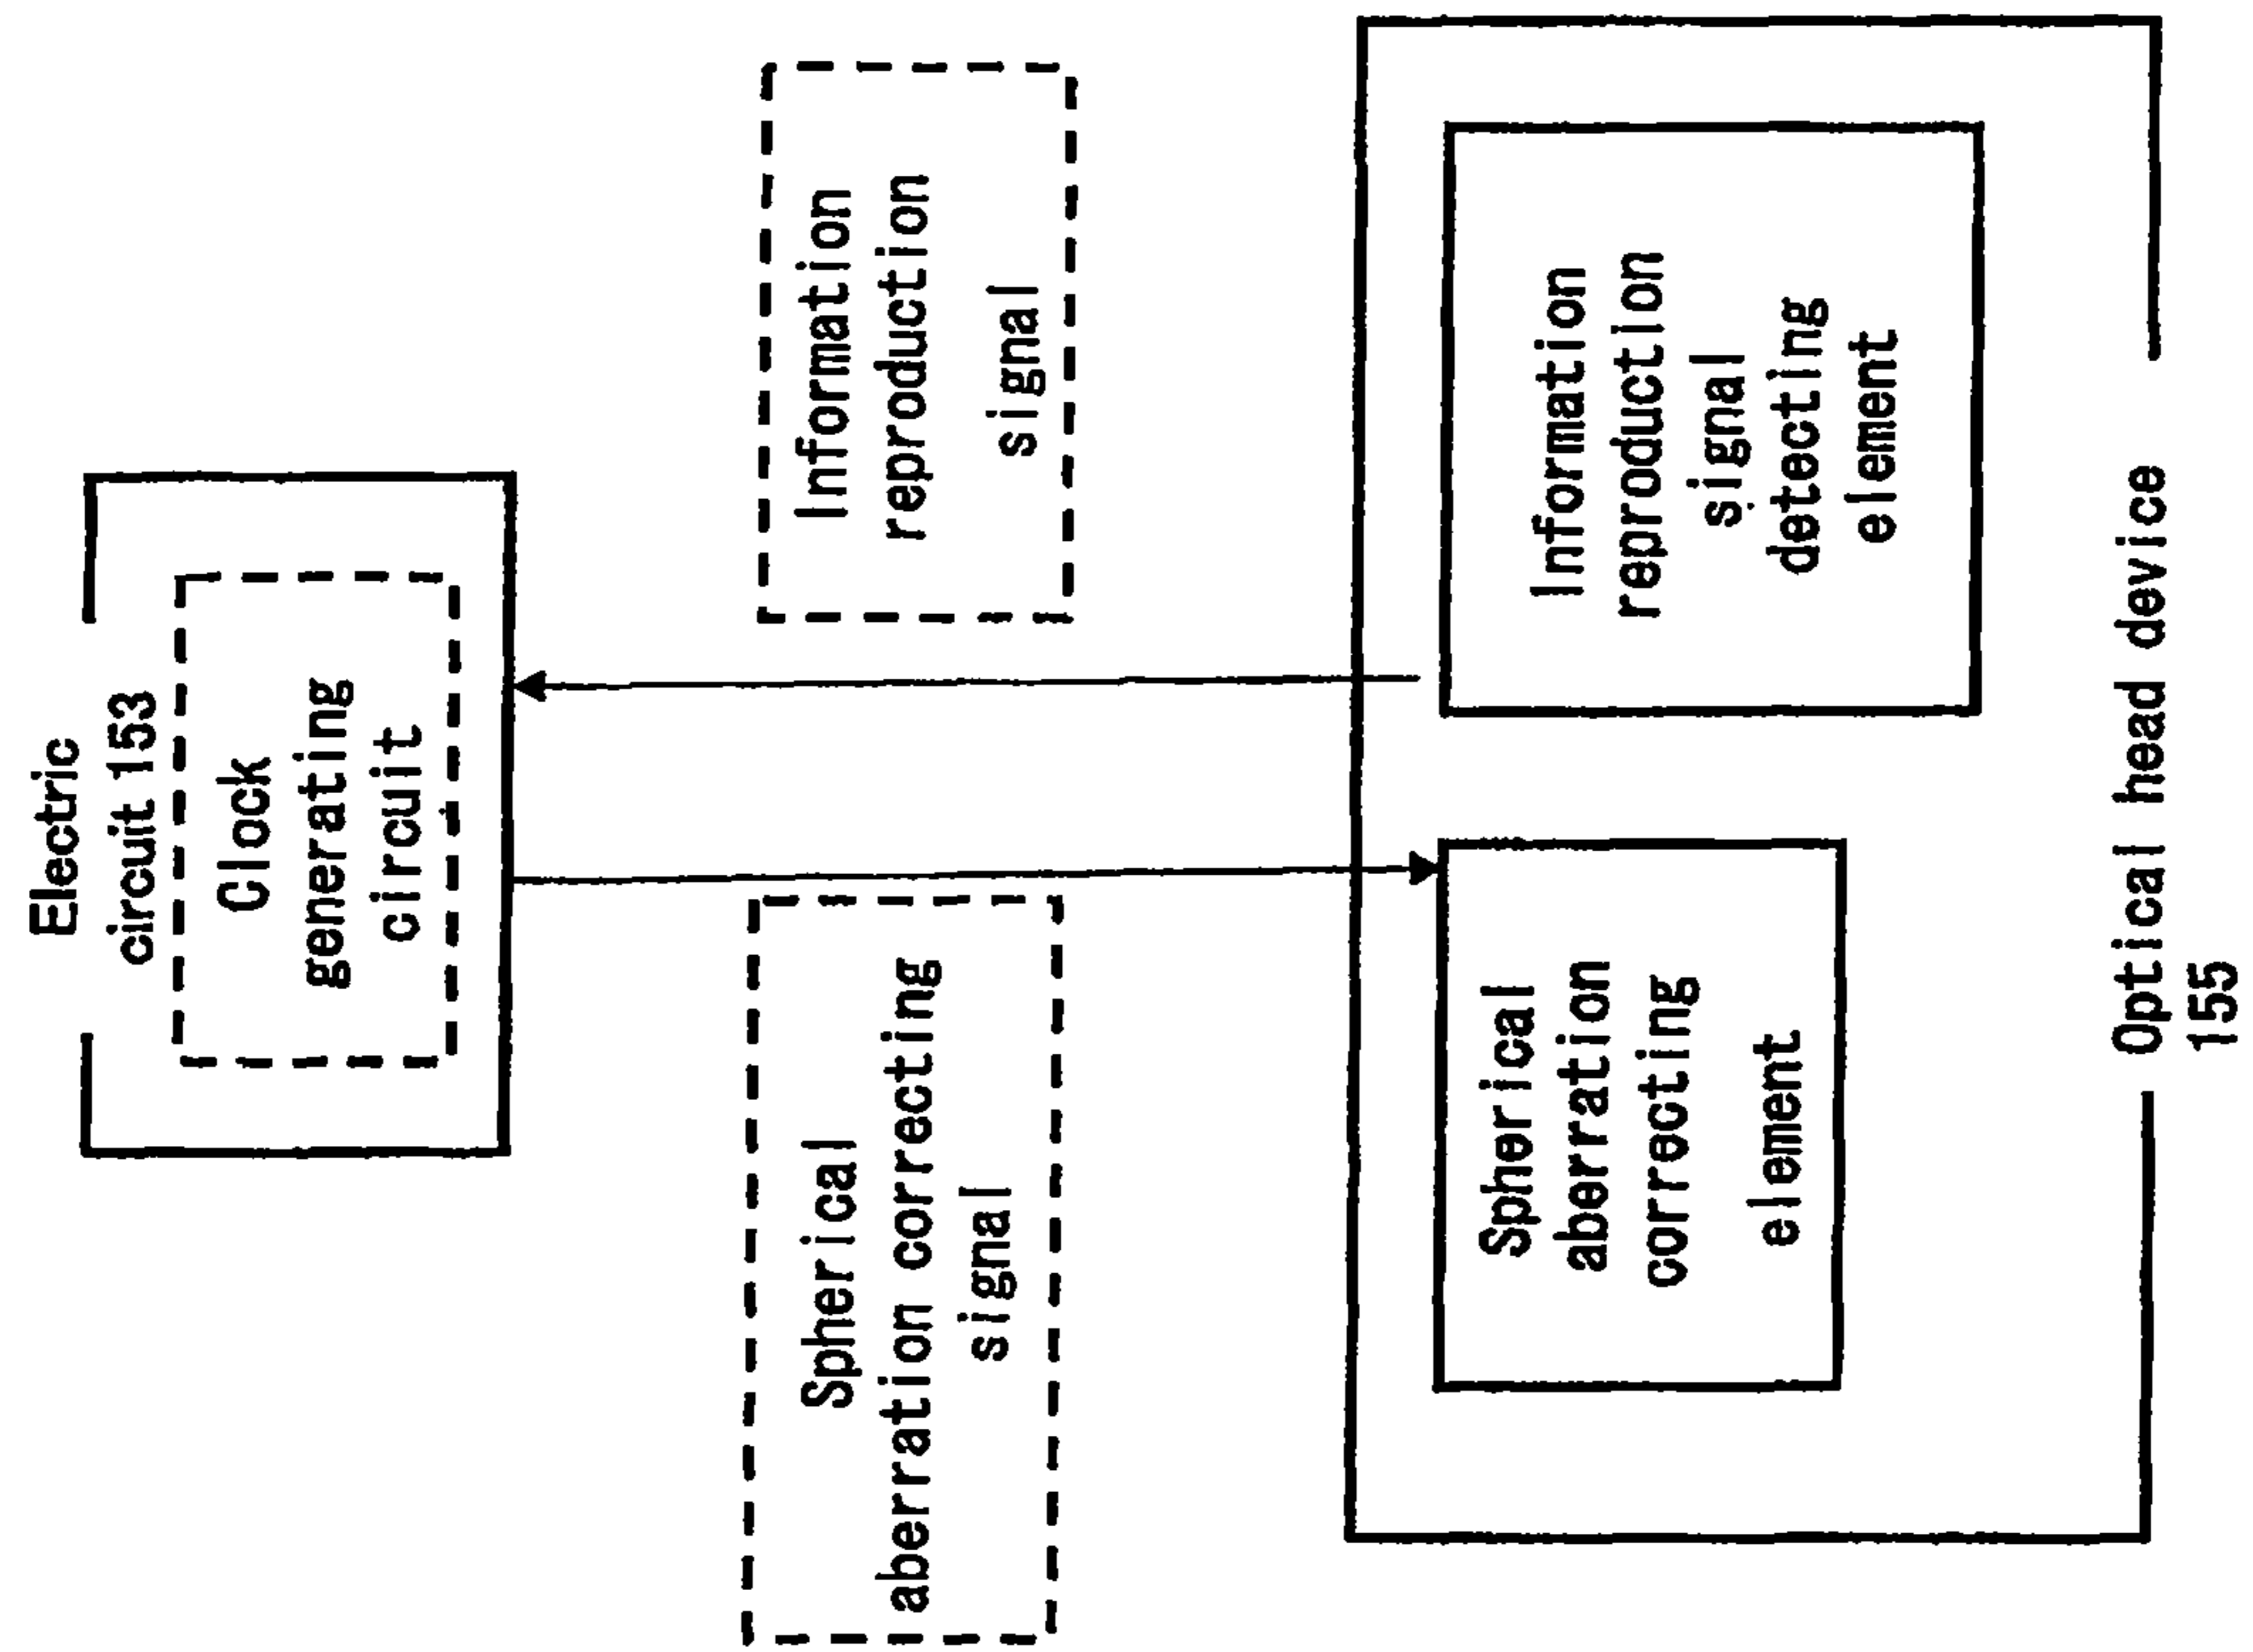 Electric
circuit 153
Clock
generating
circuit
Spherical
aberration correcting
signal
Information
reproduction
signal
Spherical
aberration
correcting
element
Information
reproduction
signal
detecting
element
Optical head device
155